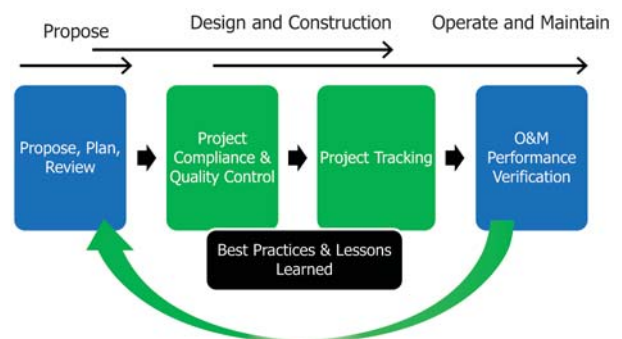 Propose
Design and Construction
Operate and Maintain
Propose, Plan,
Review
Project
Compliance &
Quality Control
Project Tracking
O&M
Performance
Verification
Best Practices & Lessons
Learned